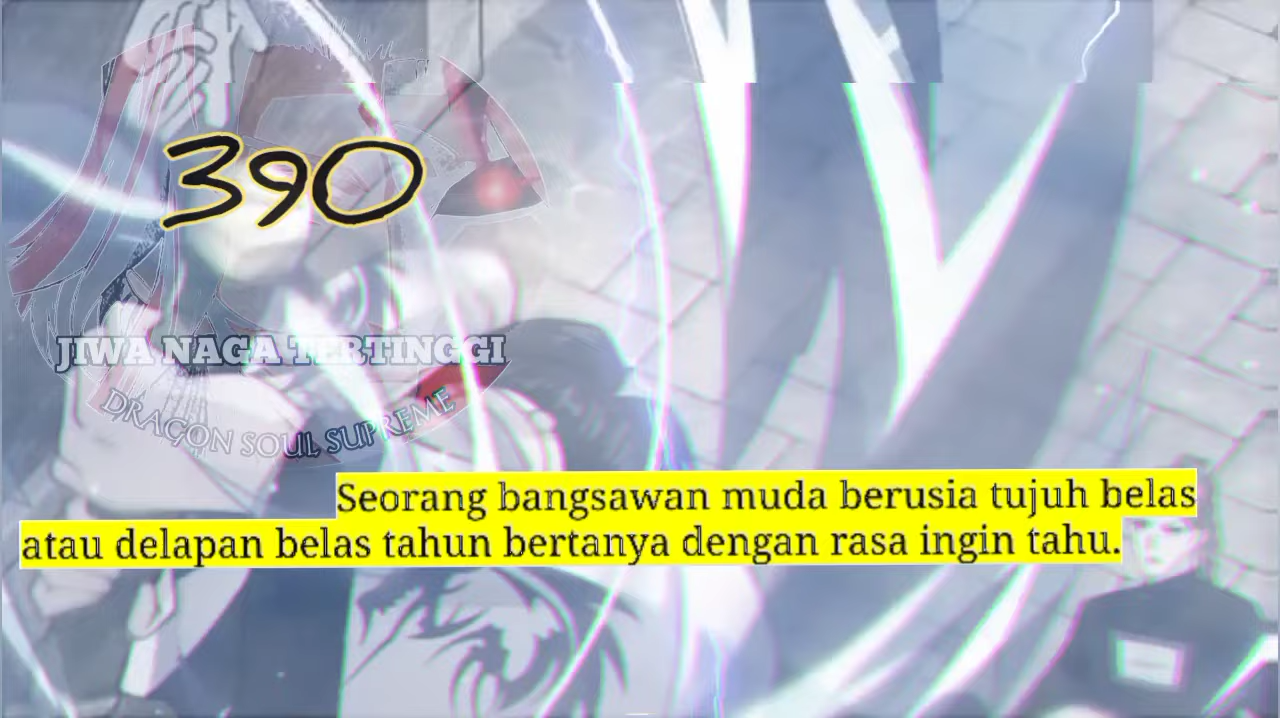 390
JIWA NAGA TERTINGGI
DRAGON SOUL SUPREME
Seorang bangsawan muda berusia tujuh belas
atau delapan belas tahun bertanya dengan rasa ingin tahu.